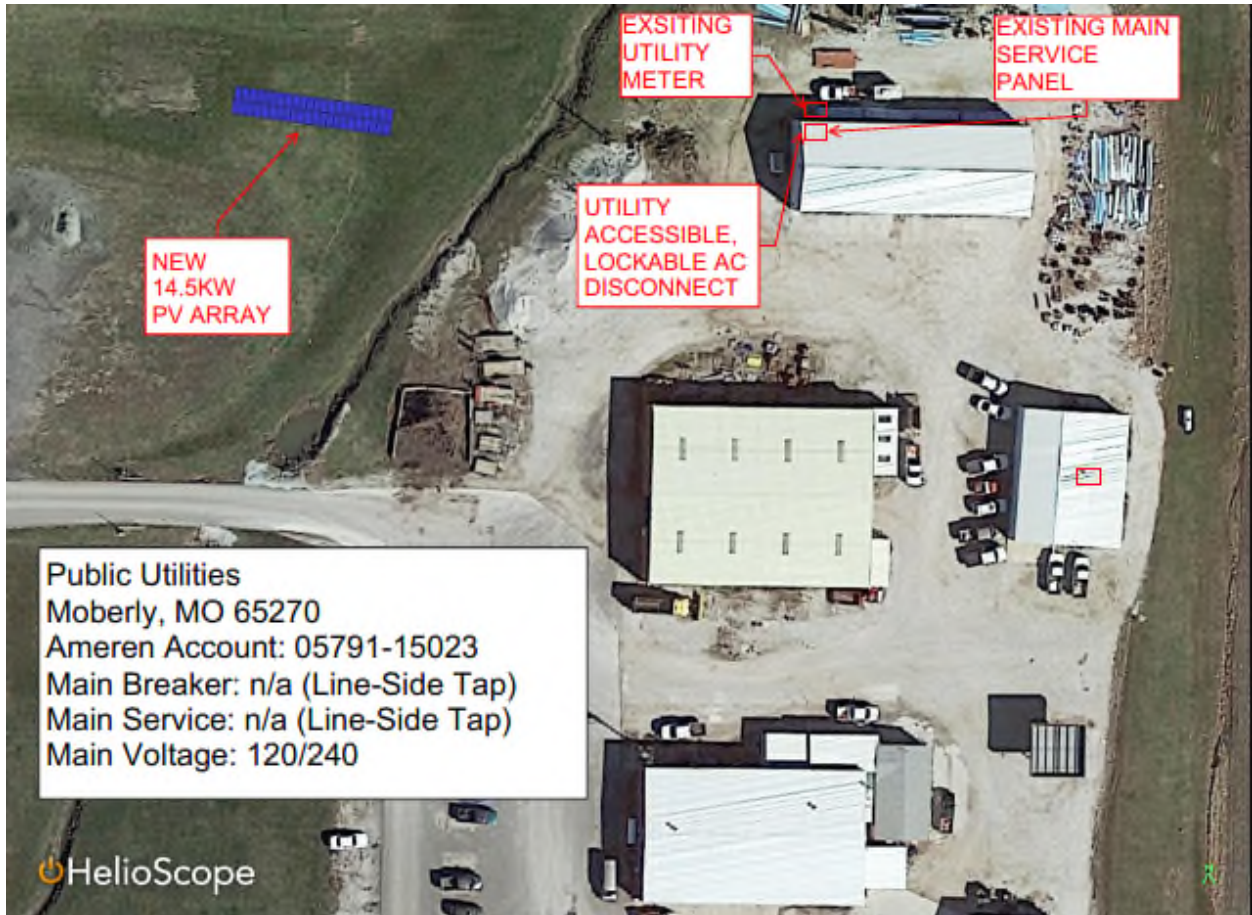 EXSITING
UTILITY
METER
EXISTING MAIN
SERVICE
PANEL
UTILITY
ACCESSIBLE,
LOCKABLE AC
DISCONNECT
NEW
14.5KW
PV ARRAY
Public Utilities
Moberly, MO 65270
Ameren Account: 05791-15023
Main Breaker: n/a (Line-Side Tap)
Main Service: n/a (Line-Side Tap)
Main Voltage: 120/240
HelioScope